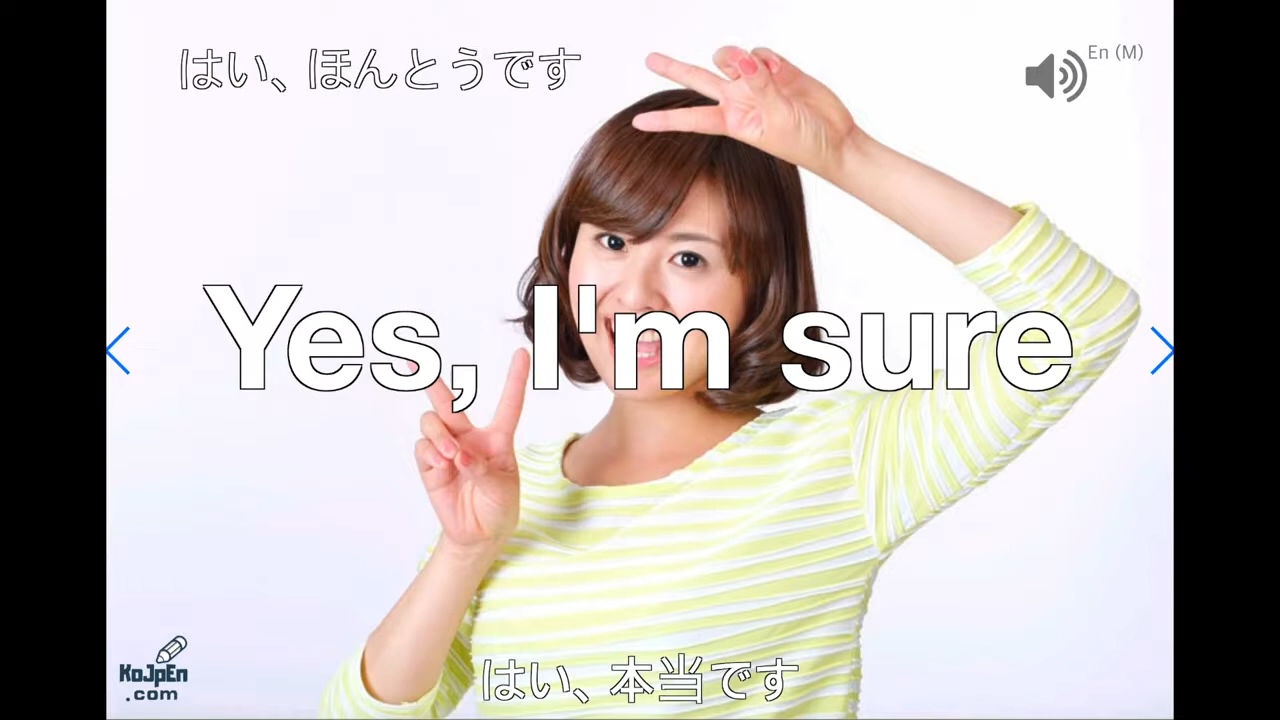 はい、ほんとうです
En (M)
Yes, I'm sure
KoJpEn
.com
はい、本当です